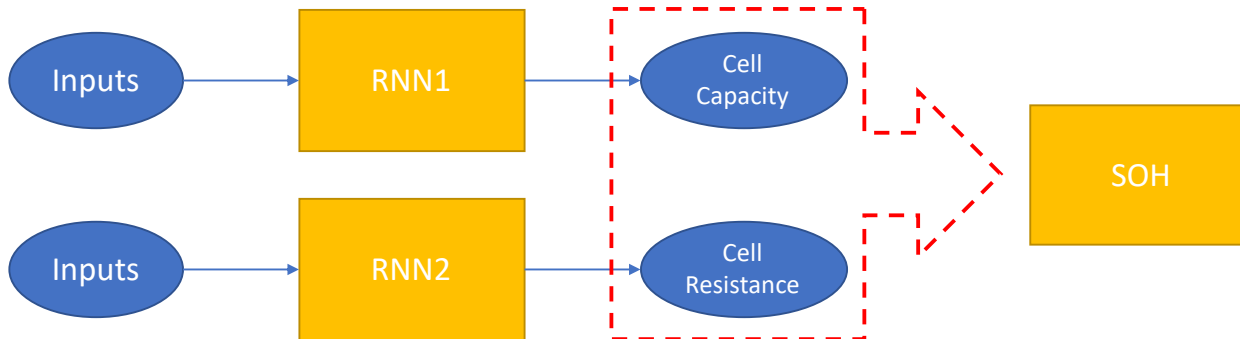 Inputs
RNN1
Cell
Capacity
SOH
Inputs
RNN2
Cell
Resistance